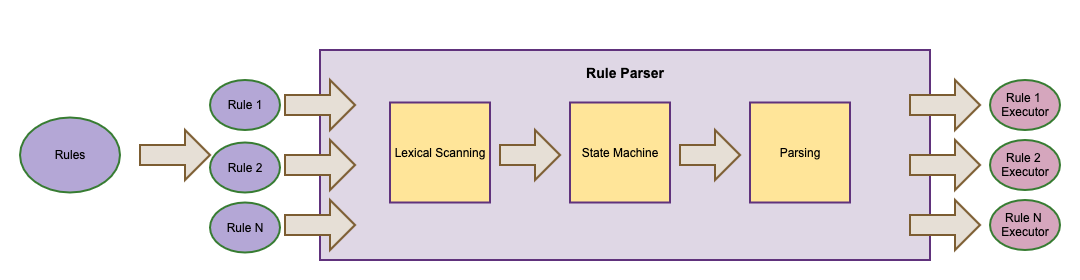 Rule Parser
Rules
Rule 1
Rule 2
Rule N
Lexical Scanning
State Machine
Parsing
Rule 1
Executor
Rule 2
Executor
Rule N
Executor